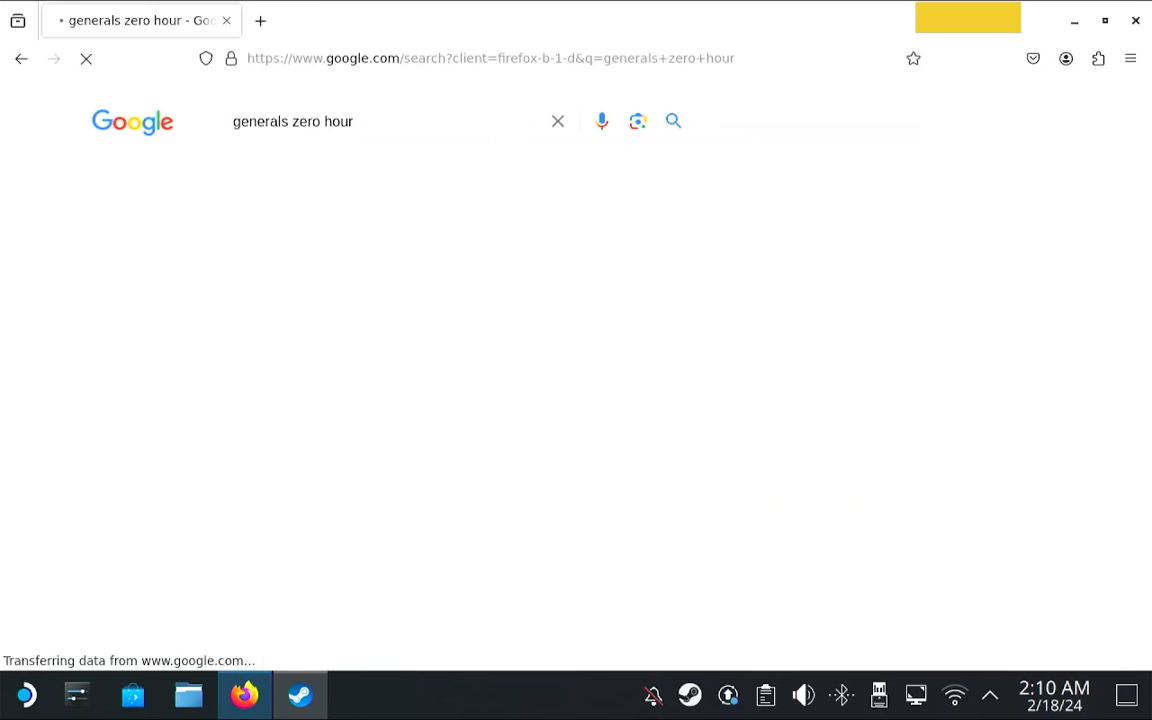 generals zero hour - Goo
https://www.google.com/search?client=firefox-b-1-d&q=generals+zero+hour
Google
generals zero hour
Transferring data from www.google.com…
2:10 AM
2/18/24